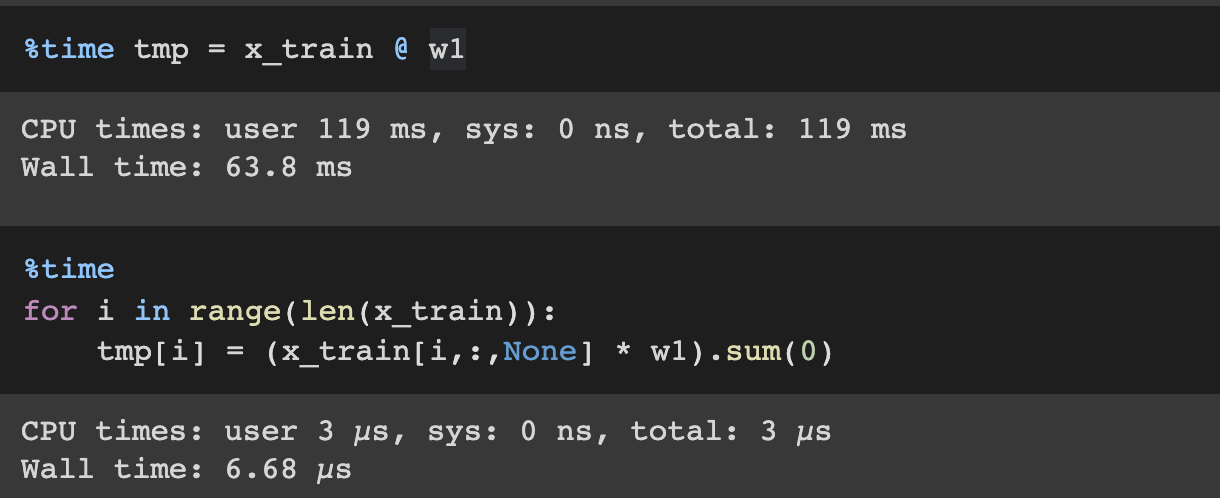 %time tmp = x_train @ w1
CPU times: user 119 ms, sys: 0 ns, total: 119 ms
Wall time: 63.8 ms
%time
for i in range(len(x_train)):
    tmp[i] = (x_train[i,:,None] * w1).sum(0)
CPU times: user 3 µs, sys: 0 ns, total: 3 µs
Wall time: 6.68 µs